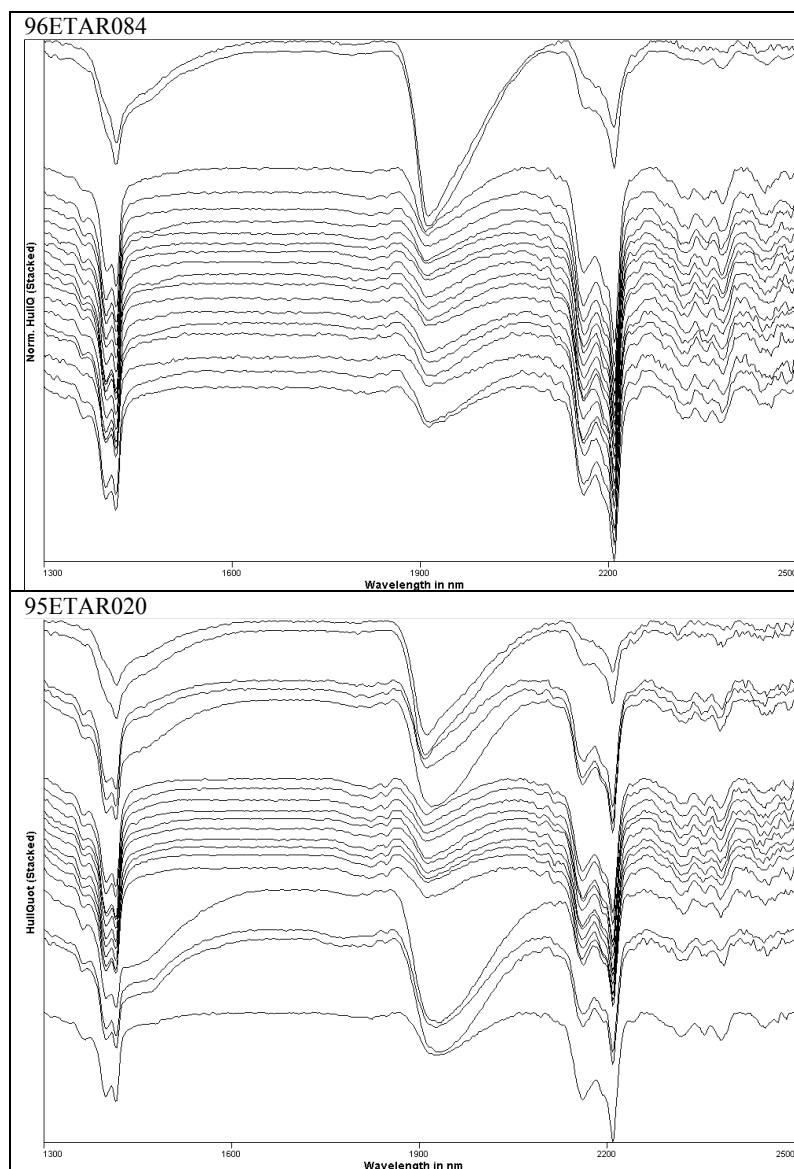 96ETAR084
Norm. HullQ (Stacked)
1300 1600 1900 2200 2500
Wavelength in nm
95ETAR020
HullQuot (Stacked)
1300 1600 1900 2200 2500
Wavelength in nm